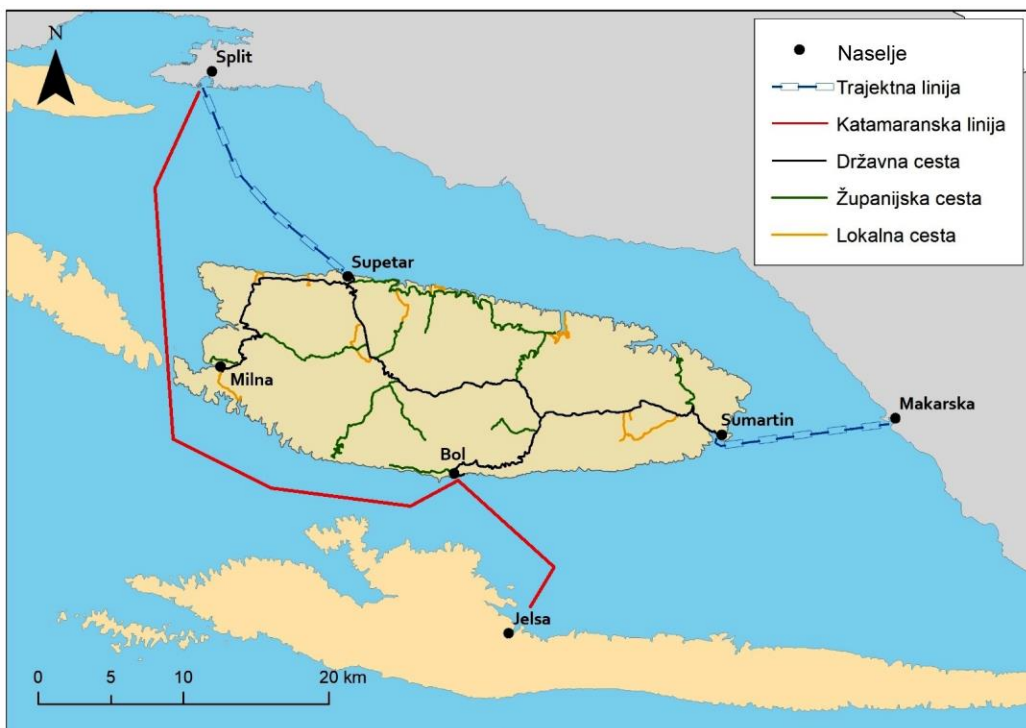 N
Split
Naselje
Trajektna linija
Katamaranska linija
Državna cesta
Županijska cesta
Lokalna cesta
Supetar
Milna
Makarska
Sumartin
Bol
Jelsa
0 5 10 20 km